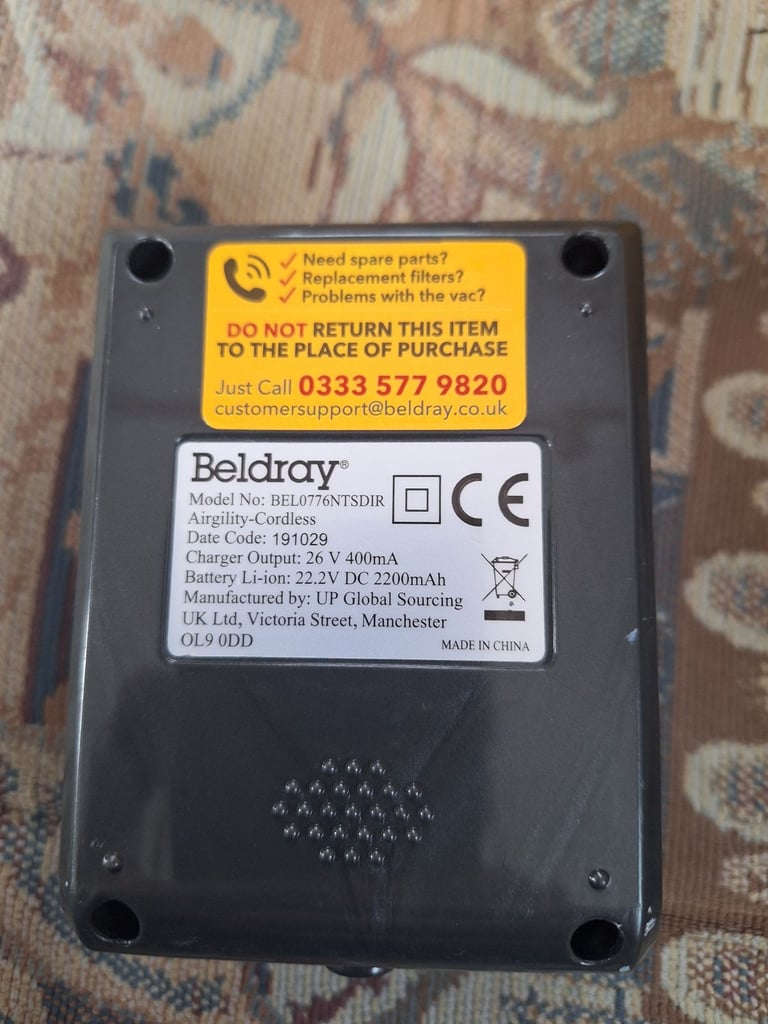 ✓ Need spare parts?
✓ Replacement filters?
✓ Problems with the vac?
DO NOT RETURN THIS ITEM
TO THE PLACE OF PURCHASE
Just Call 0333 577 9820
customersupport@beldray.co.uk
Beldray®
Model No: BEL0776NTSDIR
Airgility-Cordless
Date Code: 191029
Charger Output: 26 V 400mA
Battery Li-ion: 22.2V DC 2200mAh
Manufactured by: UP Global Sourcing
UK Ltd, Victoria Street, Manchester
OL9 0DD
CE
MADE IN CHINA